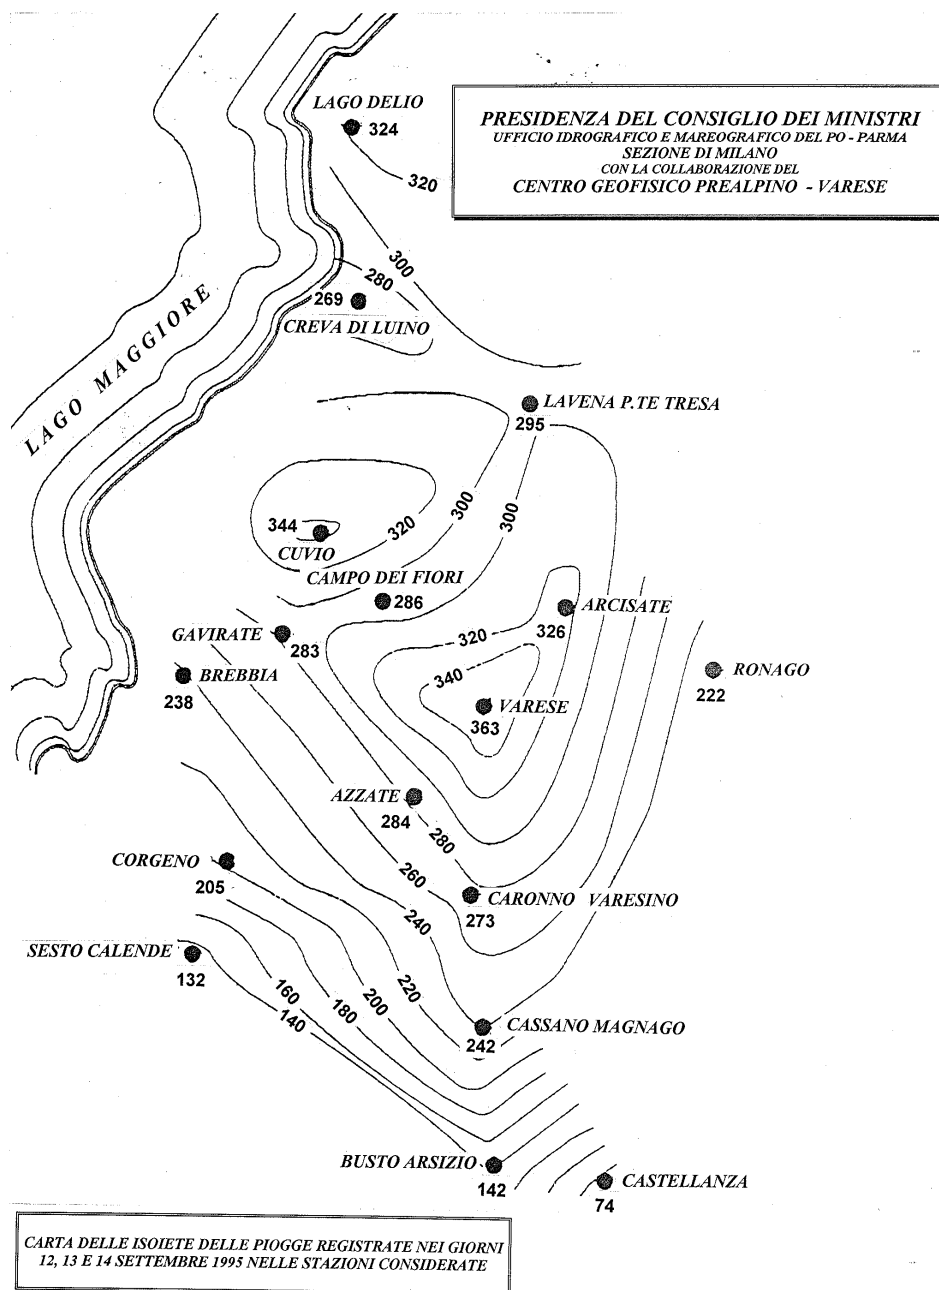 LAGO DELIO
324
320
PRESIDENZA DEL CONSIGLIO DEI MINISTRI
UFFICIO IDROGRAFICO E MAREOGRAFICO DEL PO - PARMA
SEZIONE DI MILANO
CON LA COLLABORAZIONE DEL
CENTRO GEOFISICO PREALPINO - VARESE
300
280
269
CREVA DI LUINO
LAGO MAGGIORE
LAVENA P.TE TRESA
295
300
300
320
344
CUVIO
CAMPO DEI FIORI
286
ARCISATE
326
GAVIRATE
283
320
BREBBIA
238
340
VARESE
363
RONAGO
222
AZZATE
284
280
CORGENO
205
260
CARONNO VARESINO
273
240
SESTO CALENDE
132
220
200
180
160
140
CASSANO MAGNAGO
242
BUSTO ARSIZIO
142
CASTELLANZA
74
CARTA DELLE ISOIETE DELLE PIOGGE REGISTRATE NEI GIORNI
12, 13 E 14 SETTEMBRE 1995 NELLE STAZIONI CONSIDERATE